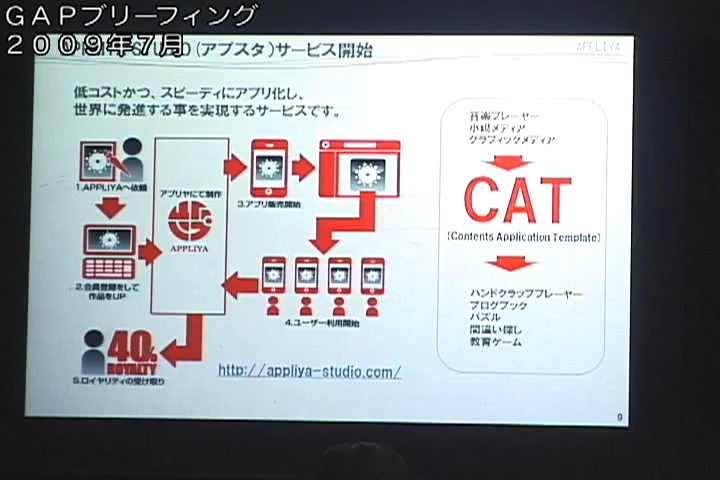 GAPブリーフィング
2009年7月
(アプスタ)サービス開始
APPLIYA
低コストかつ、スピーディにアプリ化し、
世界に発進する事を実現するサービスです。
1.APPLIYAへ依頼
2.会員登録をして
作品をUP
アプリヤにて制作
APPLIYA
3.アプリ販売開始
4.ユーザー利用開始
40%
ROYALTY
5.ロイヤリティの受け取り
http://appliya-studio.com/
音楽プレーヤー
小説メディア
グラフィックメディア
CAT
(Contents Application Template)
ハンドクラップフレーヤー
ブログブック
パズル
間違い探し
教育ゲーム
9